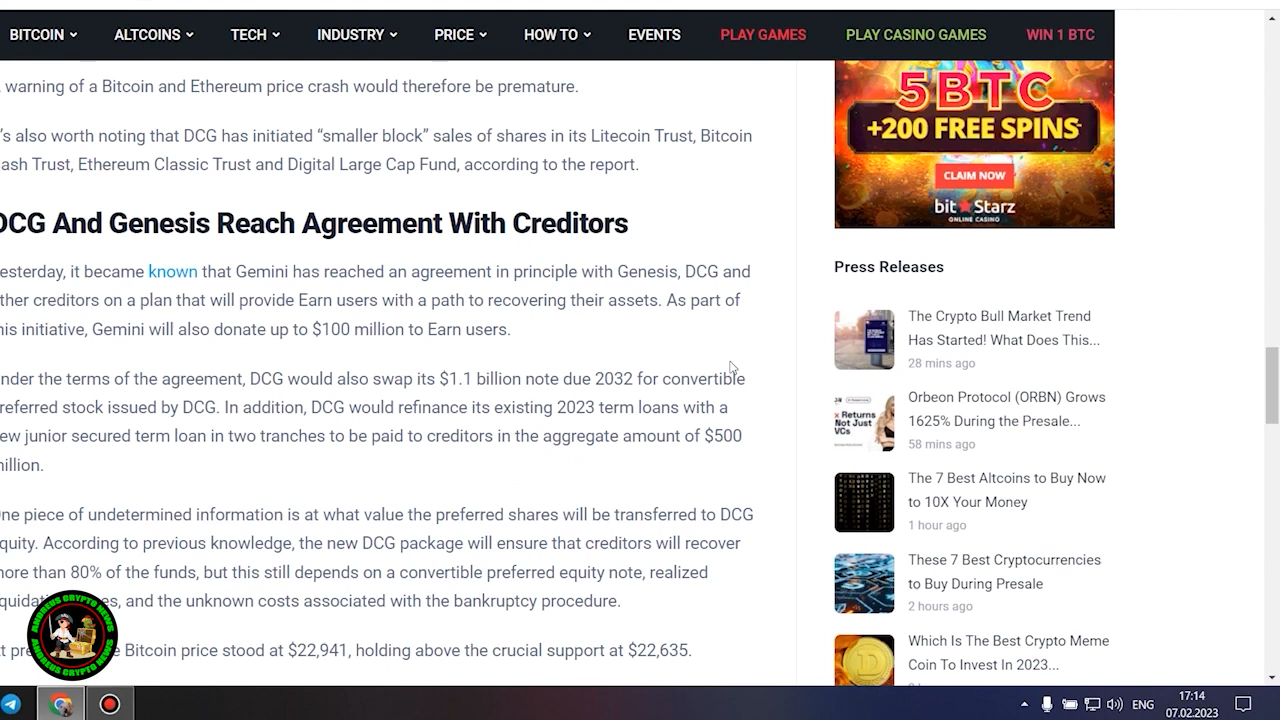 BITCOIN ALTCOINS TECH INDUSTRY PRICE HOW TO EVENTS PLAY GAMES PLAY CASINO GAMES WIN 1 BTC
warning of a Bitcoin and Ethereum price crash would therefore be premature.
's also worth noting that DCG has initiated “smaller block” sales of shares in its Litecoin Trust, Bitcoin
ash Trust, Ethereum Classic Trust and Digital Large Cap Fund, according to the report.
DCG And Genesis Reach Agreement With Creditors
esterday, it became known that Gemini has reached an agreement in principle with Genesis, DCG and
ther creditors on a plan that will provide Earn users with a path to recovering their assets. As part of
his initiative, Gemini will also donate up to $100 million to Earn users.
nder the terms of the agreement, DCG would also swap its $1.1 billion note due 2032 for convertible
referred stock issued by DCG. In addition, DCG would refinance its existing 2023 term loans with a
ew junior secured term loan in two tranches to be paid to creditors in the aggregate amount of $500
illion.
ne piece of undetermined information is at what value the preferred shares will be transferred to DCG
quity. According to previous knowledge, the new DCG package will ensure that creditors will recover
ore than 80% of the funds, but this still depends on a convertible preferred equity note, realized
and the unknown costs associated with the bankruptcy procedure.
Bitcoin price stood at $22,941, holding above the crucial support at $22,635.
5BTC
+200 FREE SPINS
CLAIM NOW
bit Starz
ONLINE CASINO
Press Releases
The Crypto Bull Market Trend
Has Started! What Does This...
28 mins ago
Returns
Not Just
VCs
Orbeon Protocol (ORBN) Grows
1625% During the Presale...
58 mins ago
The 7 Best Altcoins to Buy Now
to 10X Your Money
1 hour ago
These 7 Best Cryptocurrencies
to Buy During Presale
2 hours ago
Which Is The Best Crypto Meme
Coin To Invest In 2023...
ANDREUS CRYPTO NEWS
ANDREUS CRYPTO NEWS
ENG
17:14
07.02.2023